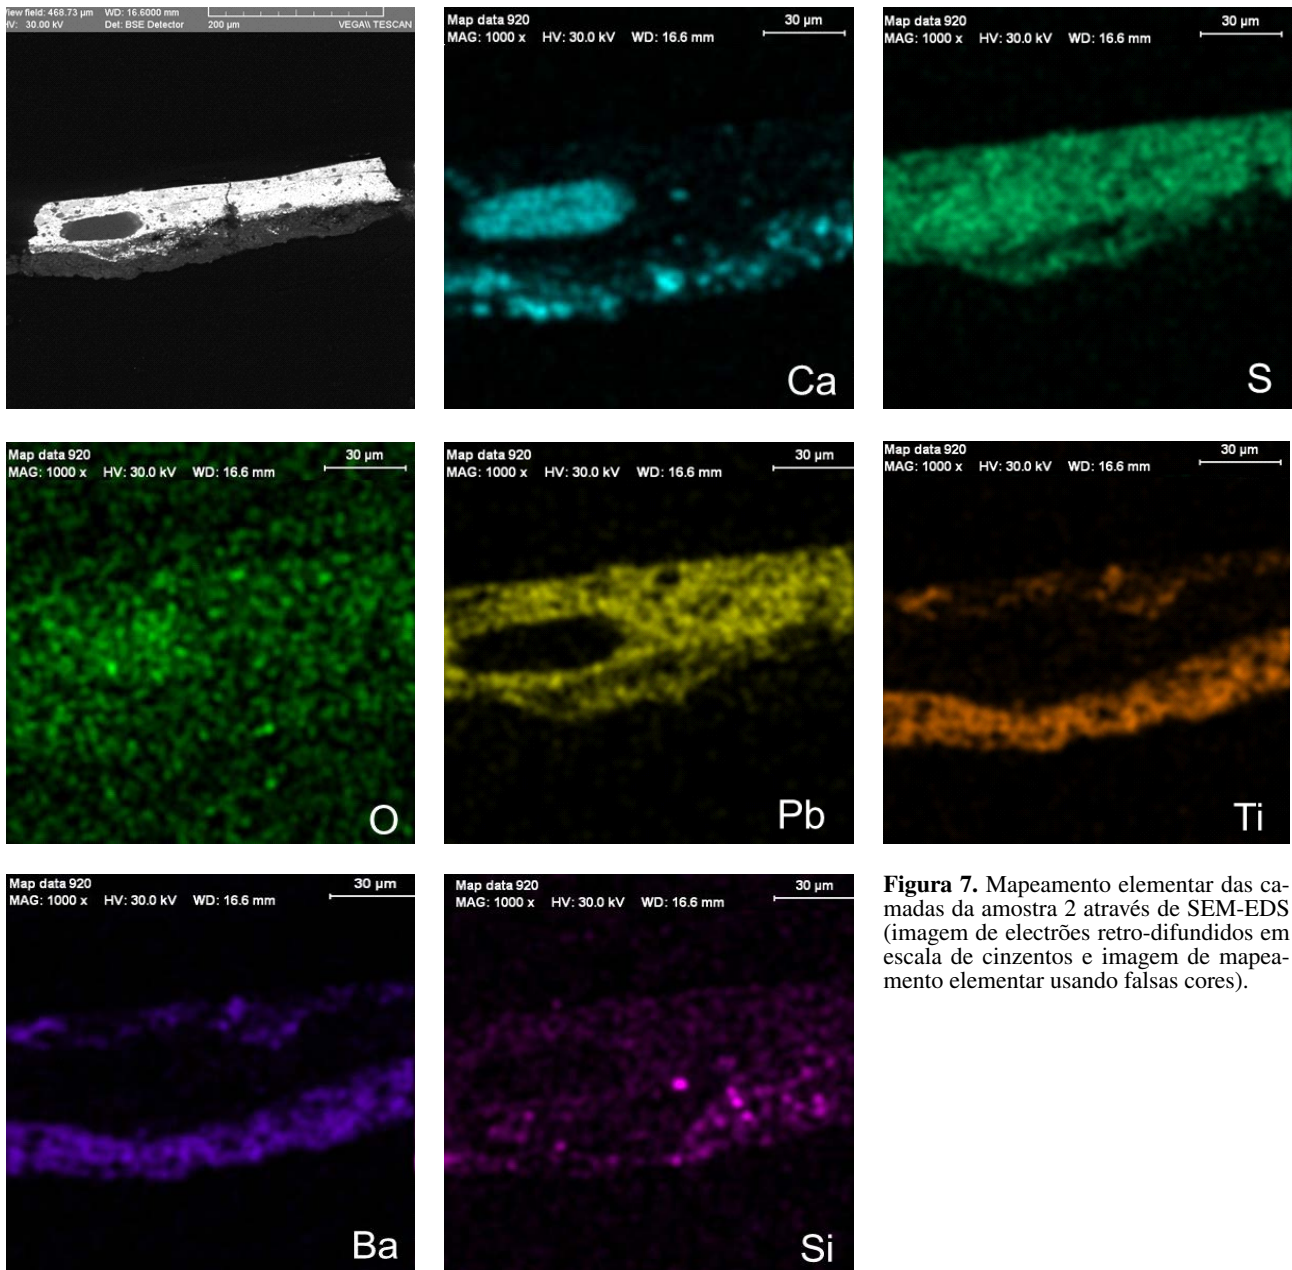 View field: 468.73 µm WD: 16.6000 mm
HV: 30.00 kV Det: BSE Detector 200 µm VEGA\\ TESCAN
Map data 920 30 µm
MAG: 1000 x HV: 30.0 kV WD: 16.6 mm
Ca
Map data 920 30 µm
MAG: 1000 x HV: 30.0 kV WD: 16.6 mm
S
Map data 920 30 µm
MAG: 1000 x HV: 30.0 kV WD: 16.6 mm
O
Map data 920 30 µm
MAG: 1000 x HV: 30.0 kV WD: 16.6 mm
Pb
Map data 920 30 µm
MAG: 1000 x HV: 30.0 kV WD: 16.6 mm
Ti
Map data 920 30 µm
MAG: 1000 x HV: 30.0 kV WD: 16.6 mm
Ba
Map data 920 30 µm
MAG: 1000 x HV: 30.0 kV WD: 16.6 mm
Si
Figura 7. Mapeamento elementar das ca-
madas da amostra 2 através de SEM-EDS
(imagem de electrões retro-difundidos em
escala de cinzentos e imagem de mapea-
mento elementar usando falsas cores).